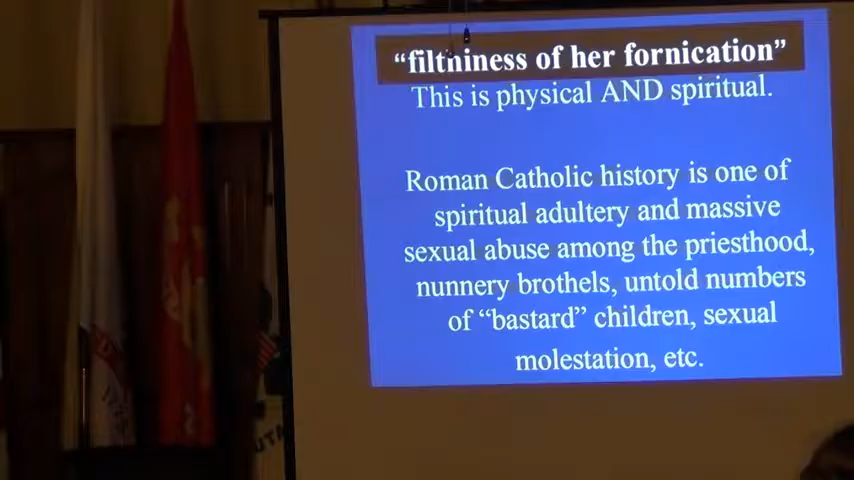 “filthiness of her fornication”
This is physical AND spiritual.
Roman Catholic history is one of
spiritual adultery and massive
sexual abuse among the priesthood,
nunnery brothels, untold numbers
of “bastard” children, sexual
molestation, etc.